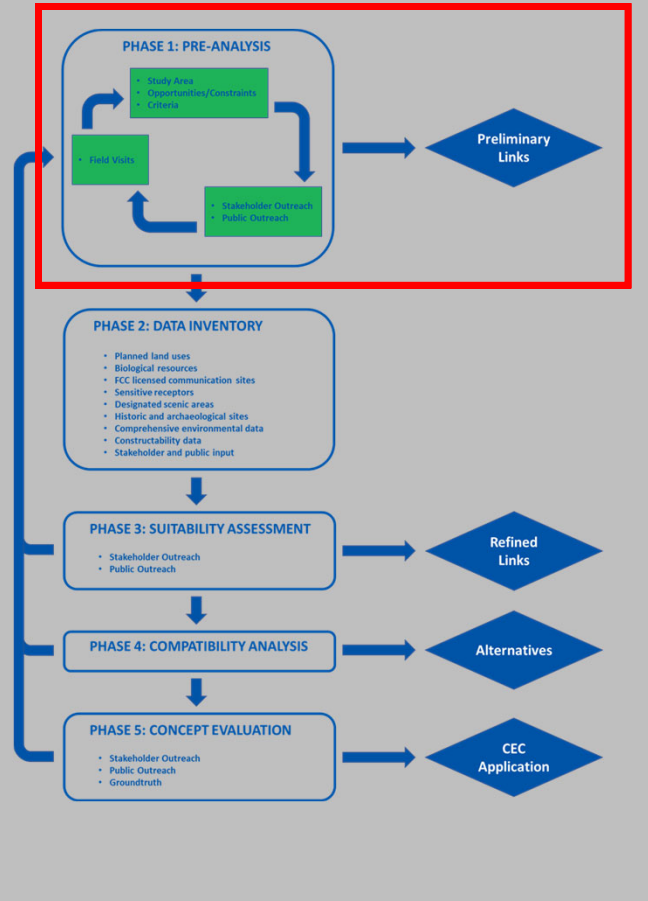 PHASE 1: PRE-ANALYSIS
• Study Area
• Opportunities/Constraints
• Criteria
• Field Visits
• Stakeholder Outreach
• Public Outreach
Preliminary
Links
PHASE 2: DATA INVENTORY
• Planned land uses
• Biological resources
• FCC licensed communication sites
• Sensitive receptors
• Designated scenic areas
• Historic and archaeological sites
• Comprehensive environmental data
• Constructability data
• Stakeholder and public input
PHASE 3: SUITABILITY ASSESSMENT
• Stakeholder Outreach
• Public Outreach
Refined
Links
PHASE 4: COMPATIBILITY ANALYSIS
Alternatives
PHASE 5: CONCEPT EVALUATION
• Stakeholder Outreach
• Public Outreach
• Groundtruth
CEC
Application